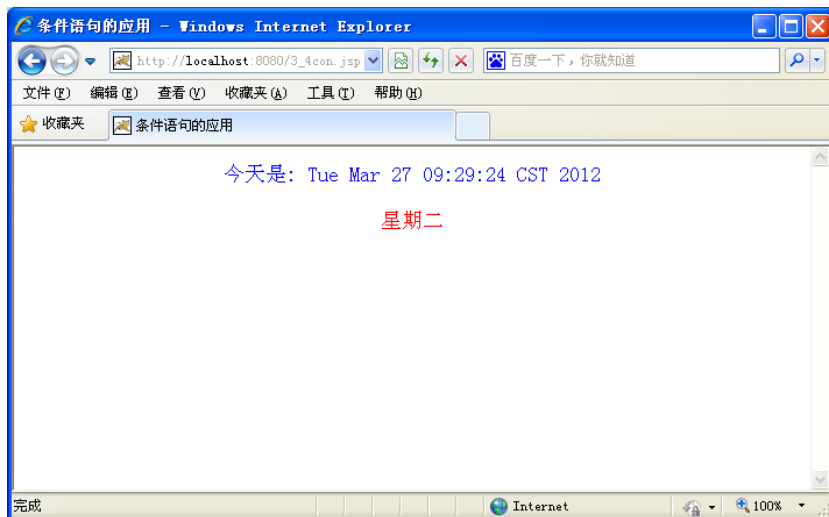 条件语句的应用 - Windows Internet Explorer
http://localhost:8080/3_4con.jsp 百度一下，你就知道
文件(F) 编辑(E) 查看(V) 收藏夹(A) 工具(T) 帮助(H)
收藏夹 条件语句的应用
今天是: Tue Mar 27 09:29:24 CST 2012
星期二
完成 Internet 100%